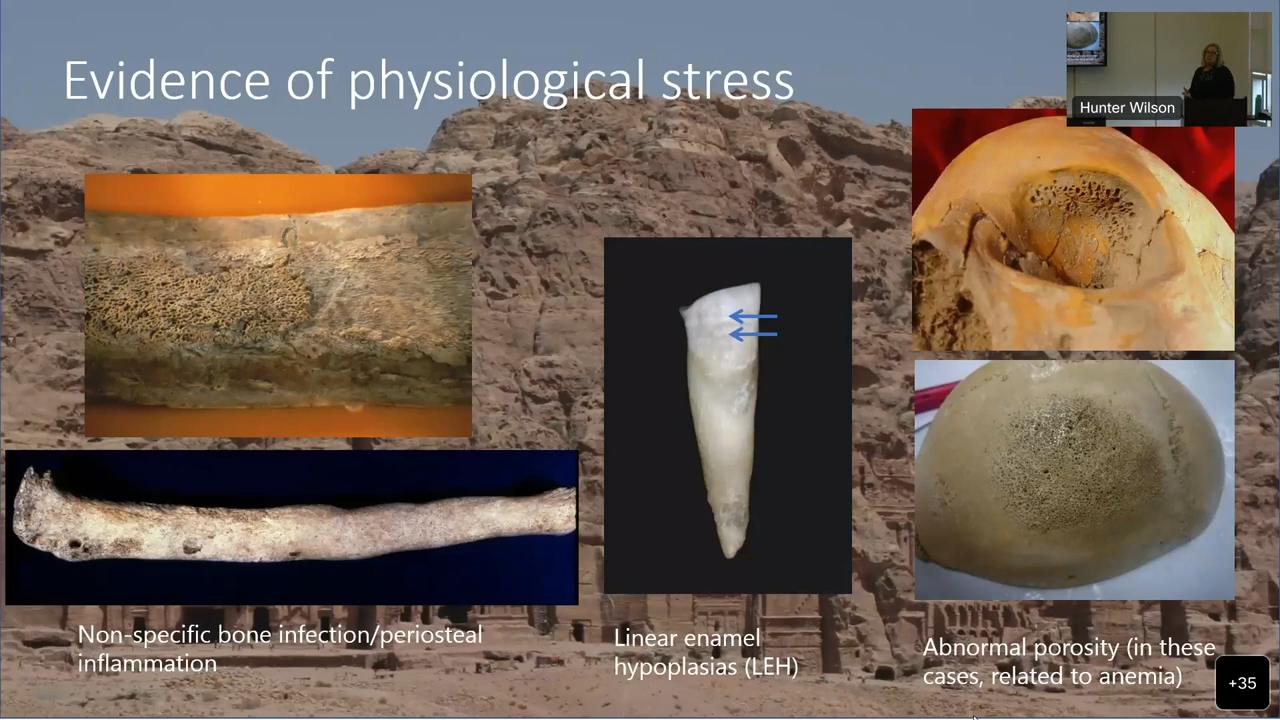 Evidence of physiological stress
Hunter Wilson
Non-specific bone infection/periosteal
inflammation
Linear enamel
hypoplasias (LEH)
Abnormal porosity (in these
cases, related to anemia)
+35